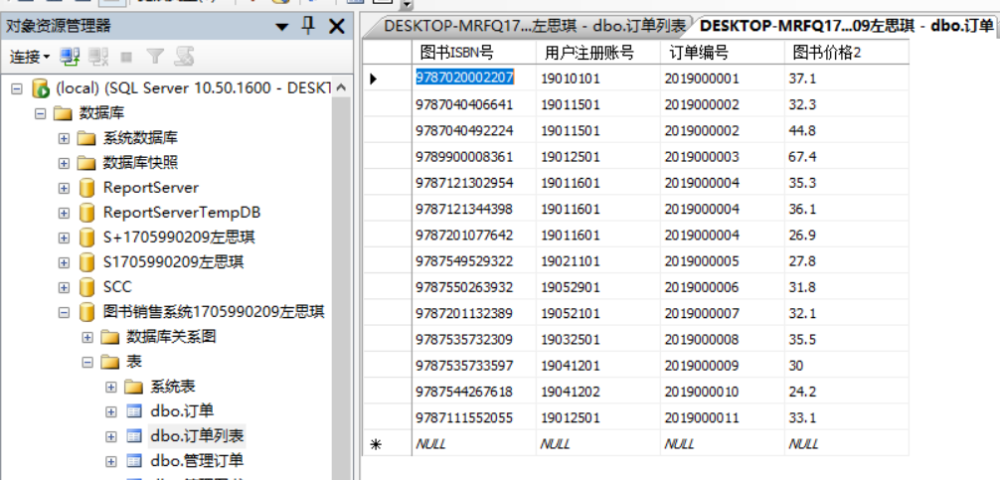 对象资源管理器
连接
(local) (SQL Server 10.50.1600 - DESKT
数据库
系统数据库
数据库快照
ReportServer
ReportServerTempDB
S+1705990209左思琪
S1705990209左思琪
SCC
图书销售系统1705990209左思琪
数据库关系图
表
系统表
dbo.订单
dbo.订单列表
dbo.管理订单
DESKTOP-MRFQ17...左思琪 - dbo.订单列表 DESKTOP-MRFQ17...09左思琪 - dbo.订单
图书ISBN号 用户注册账号 订单编号 图书价格2
9787020002207 19010101 2019000001 37.1
9787040406641 19011501 2019000002 32.3
9787040492224 19011501 2019000002 44.8
9789900008361 19012501 2019000003 67.4
9787121302954 19011601 2019000004 35.3
9787121344398 19011601 2019000004 36.1
9787201077642 19011601 2019000004 26.9
9787549529322 19021101 2019000005 27.8
9787550263932 19052901 2019000006 31.8
9787201132389 19052101 2019000007 32.1
9787535732309 19032501 2019000008 35.5
9787535733597 19041201 2019000009 30
9787544267618 19041202 2019000010 24.2
9787111552055 19012501 2019000011 33.1
NULL NULL NULL NULL